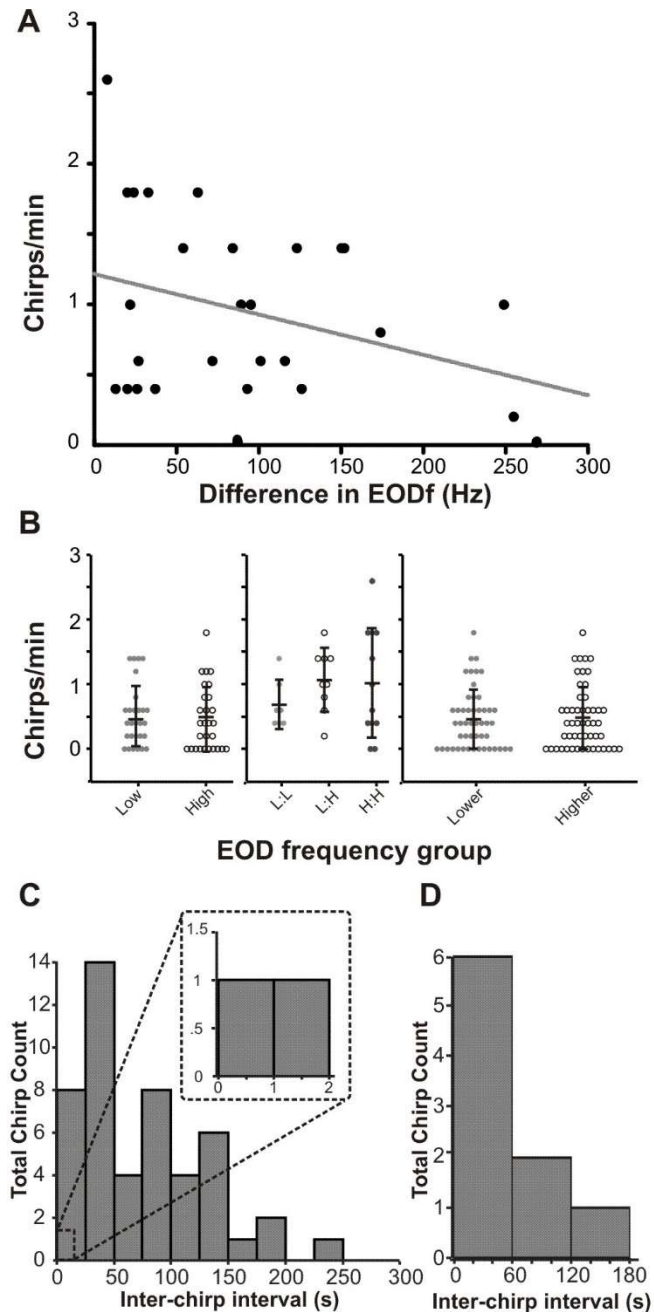 A
3
2
1
0
Chirps/min
0 50 100 150 200 250 300
Difference in EODf (Hz)
B
3
2
1
0
Chirps/min
Low High L:L L:H H:H Lower Higher
EOD frequency group
C
14
12
10
8
6
4
2
0
Total Chirp Count
1.5
1
.5
0
0 1 2
0 50 100 150 200 250 300
Inter-chirp interval (s)
D
6
5
4
3
2
1
0
Total Chirp Count
0 60 120 180
Inter-chirp interval (s)